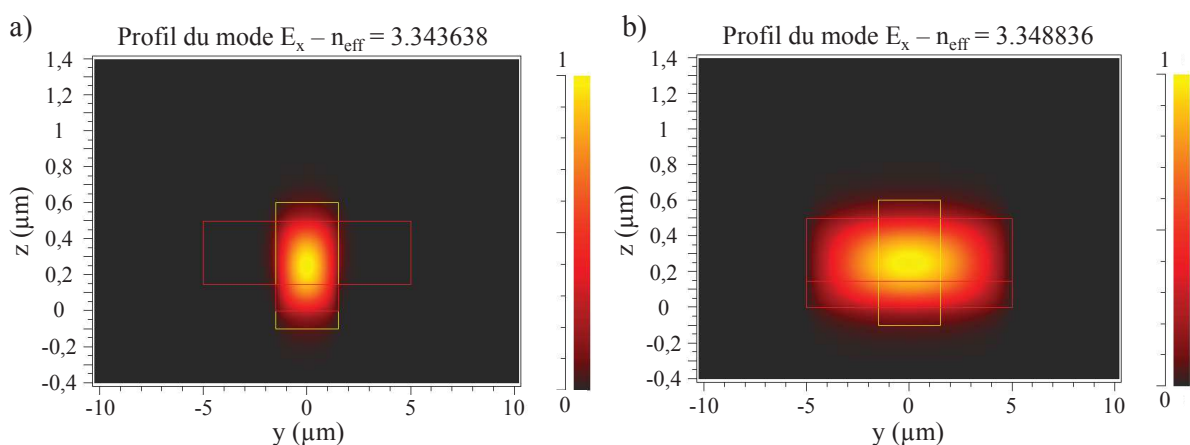 a)
Profil du mode Eₓ – n_eff = 3.343638
1,4
1,2
1
0,8
0,6
0,4
0,2
0
-0,2
-0,4
z (µm)
-10 -5 0 5 10
y (µm)
1
0
b)
Profil du mode Eₓ – n_eff = 3.348836
1,4
1,2
1
0,8
0,6
0,4
0,2
0
-0,2
-0,4
z (µm)
-10 -5 0 5 10
y (µm)
1
0